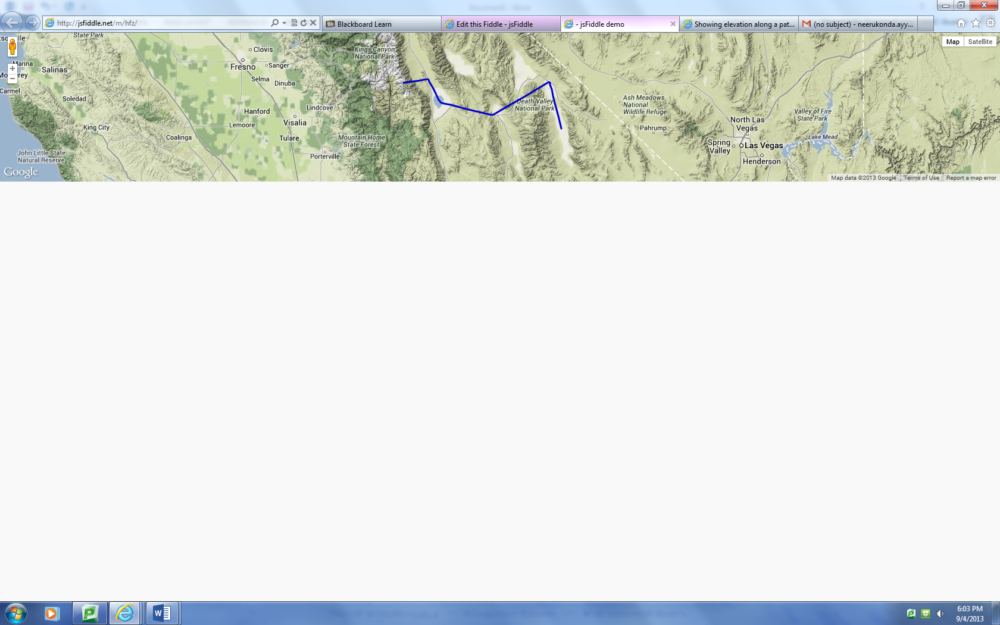 http://jsfiddle.net/m/hfz/
Bb Blackboard Learn
Edit this Fiddle - jsFiddle
- jsFiddle demo
Showing elevation along a pat...
(no subject) - neerukonda.ayy...
State Park
Marina
Salinas
Carmel
Soledad
King City
Coalinga
John Little State
Natural Reserve
Google
Clovis
Fresno
Sanger
Selma
Dinuba
Hanford
Lemoore
Visalia
Lindcove
Tulare
Porterville
Kings Canyon
National Park
Mountain Home
State Forest
Death Valley
National Park
Ash Meadows
National
Wildlife Refuge
Pahrump
Valley of Fire
State Park
North Las
Vegas
Lake Mead
Spring
Valley
Las Vegas
Henderson
Map
Satellite
Map data ©2013 Google
Terms of Use
Report a map error
6:03 PM
9/4/2013